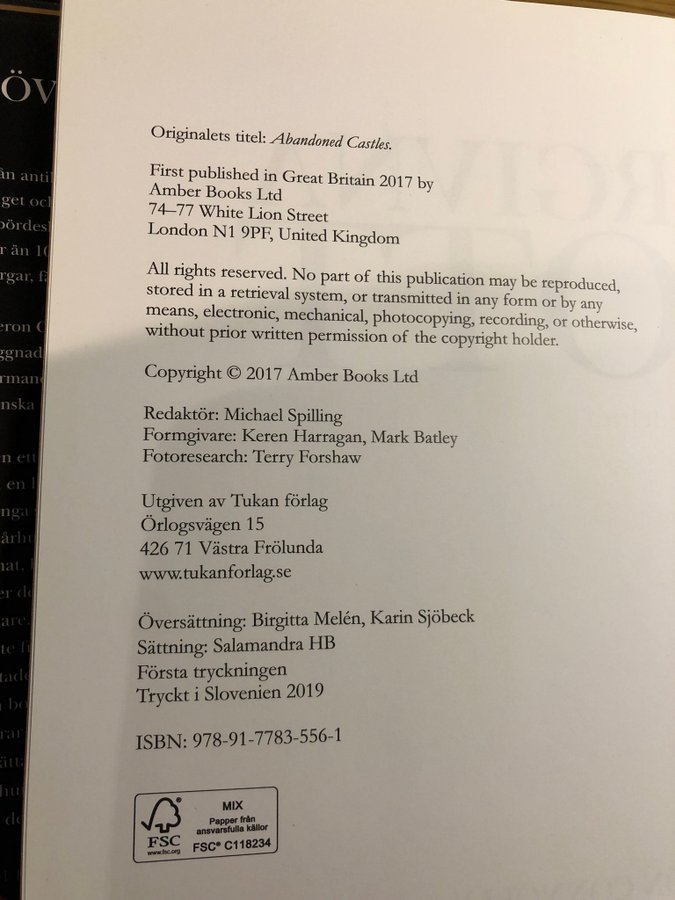 ÖV
Originalets titel: Abandoned Castles.
First published in Great Britain 2017 by
Amber Books Ltd
74–77 White Lion Street
London N1 9PF, United Kingdom
All rights reserved. No part of this publication may be reproduced,
stored in a retrieval system, or transmitted in any form or by any
means, electronic, mechanical, photocopying, recording, or otherwise,
without prior written permission of the copyright holder.
Copyright © 2017 Amber Books Ltd
Redaktör: Michael Spilling
Formgivare: Keren Harragan, Mark Batley
Fotoresearch: Terry Forshaw
Utgiven av Tukan förlag
Örlogsvägen 15
426 71 Västra Frölunda
www.tukanforlag.se
Översättning: Birgitta Melén, Karin Sjöbeck
Sättning: Salamandra HB
Första tryckningen
Tryckt i Slovenien 2019
ISBN: 978-91-7783-556-1
FSC
www.fsc.org
MIX
Papper från
ansvarsfulla källor
FSC® C118234